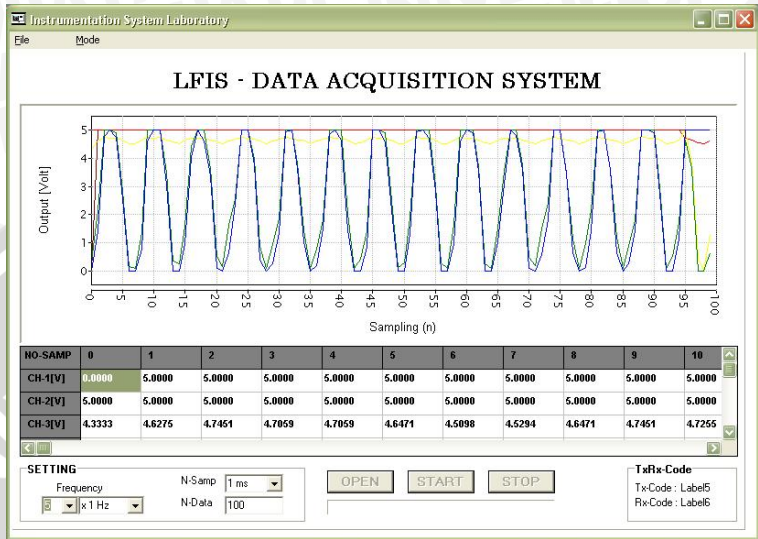 Instrumentation System Laboratory
File Mode
LFIS - DATA ACQUISITION SYSTEM
Output [Volt]
5
4
3
2
1
0
0 5 10 15 20 25 30 35 40 45 50 55 60 65 70 75 80 85 90 95 100
Sampling (n)
NO-SAMP 0 1 2 3 4 5 6 7 8 9 10
CH-1[V] 0.0000 5.0000 5.0000 5.0000 5.0000 5.0000 5.0000 5.0000 5.0000 5.0000 5.0000
CH-2[V] 5.0000 5.0000 5.0000 5.0000 5.0000 5.0000 5.0000 5.0000 5.0000 5.0000 5.0000
CH-3[V] 4.3333 4.6275 4.7451 4.7059 4.7059 4.6471 4.5098 4.5294 4.6471 4.7451 4.7255
SETTING
Frequency
5 x 1 Hz
N-Samp 1 ms
N-Data 100
OPEN START STOP
TxRx-Code
Tx-Code : Label5
Rx-Code : Label6